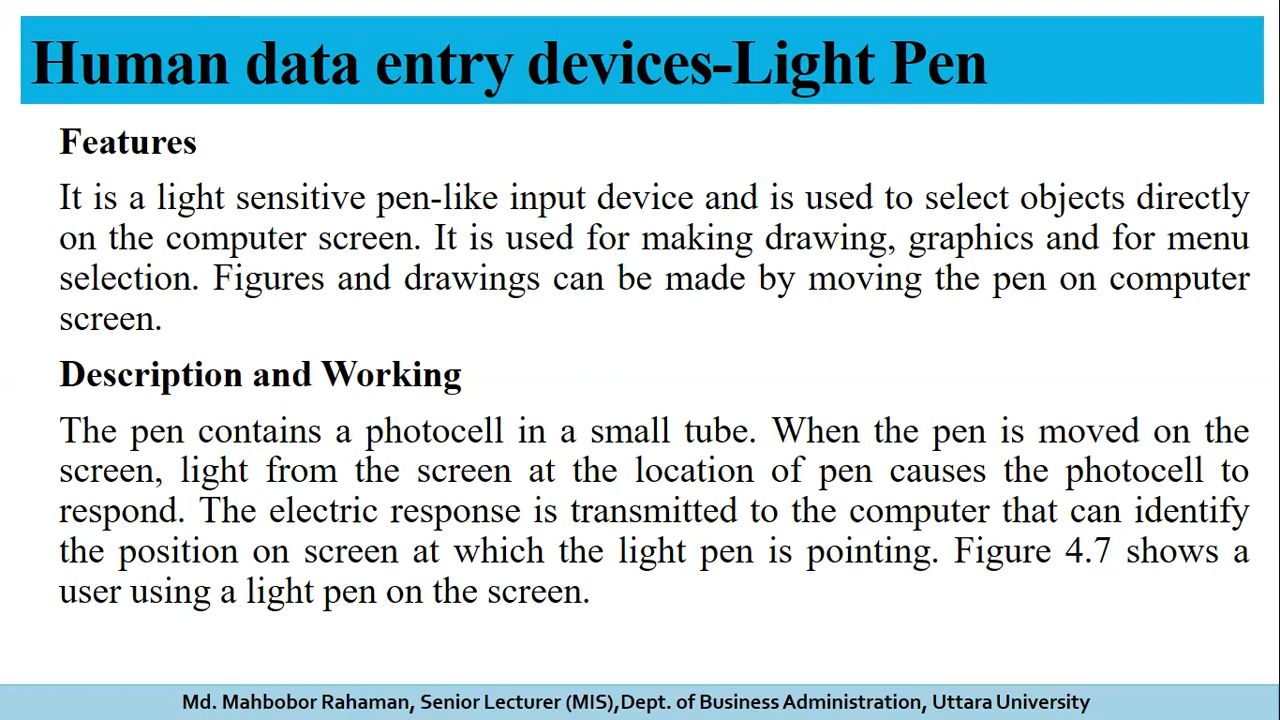 Human data entry devices-Light Pen
Features
It is a light sensitive pen-like input device and is used to select objects directly
on the computer screen. It is used for making drawing, graphics and for menu
selection. Figures and drawings can be made by moving the pen on computer
screen.
Description and Working
The pen contains a photocell in a small tube. When the pen is moved on the
screen, light from the screen at the location of pen causes the photocell to
respond. The electric response is transmitted to the computer that can identify
the position on screen at which the light pen is pointing. Figure 4.7 shows a
user using a light pen on the screen.
Md. Mahbobor Rahaman, Senior Lecturer (MIS),Dept. of Business Administration, Uttara University